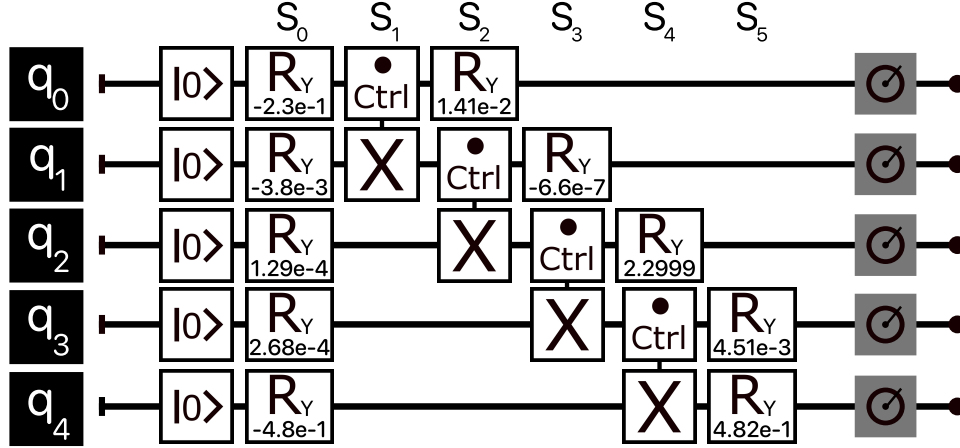 S0 S1 S2 S3 S4 S5
q0 |0> RY Ctrl RY
-2.3e-1 1.41e-2
q1 |0> RY X Ctrl RY
-3.8e-3 -6.6e-7
q2 |0> RY X Ctrl RY
1.29e-4 2.2999
q3 |0> RY X Ctrl RY
2.68e-4 4.51e-3
q4 |0> RY X RY
-4.8e-1 4.82e-1